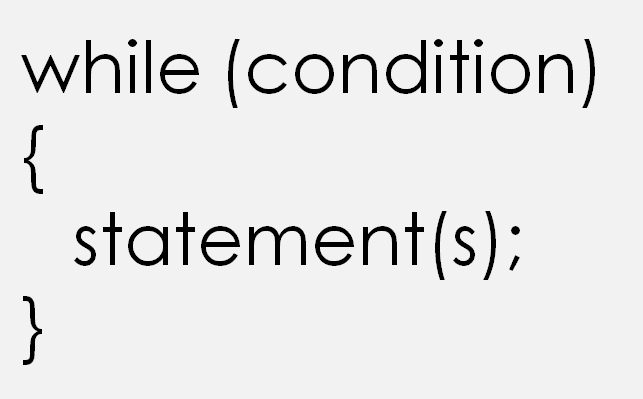 while (condition)
{
statement(s);
}